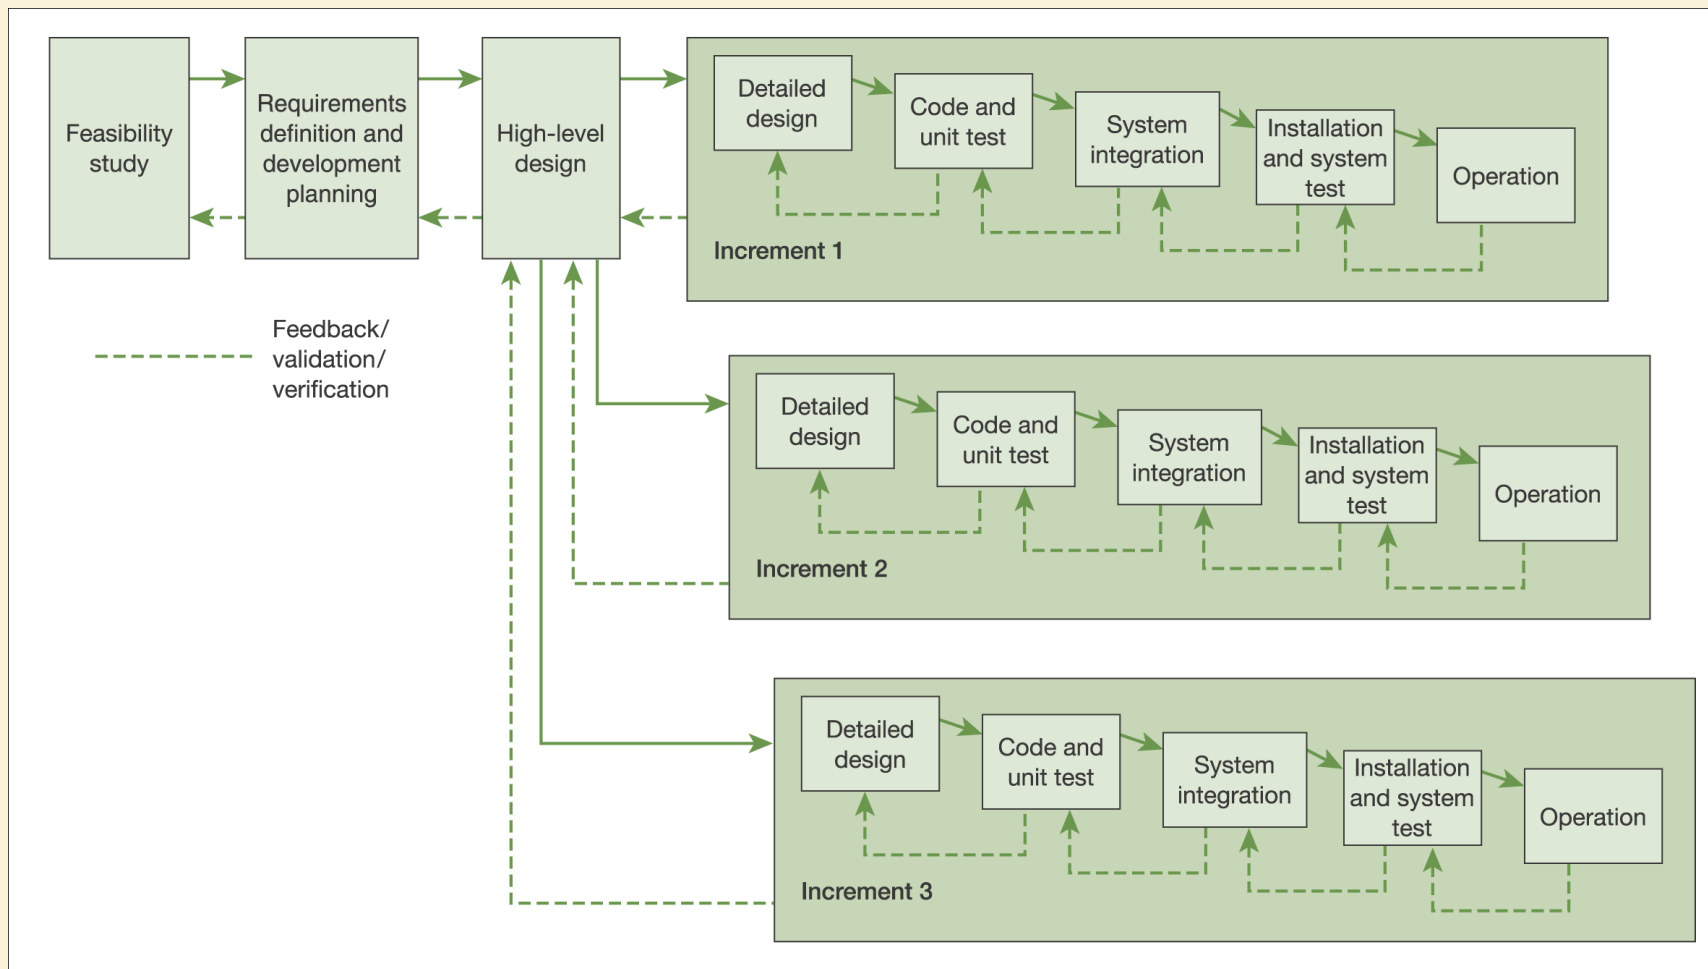 Feasibility
study
Requirements
definition and
development
planning
High-level
design
Detailed
design
Code and
unit test
System
integration
Installation
and system
test
Operation
Increment 1
Feedback/
validation/
verification
Detailed
design
Code and
unit test
System
integration
Installation
and system
test
Operation
Increment 2
Detailed
design
Code and
unit test
System
integration
Installation
and system
test
Operation
Increment 3